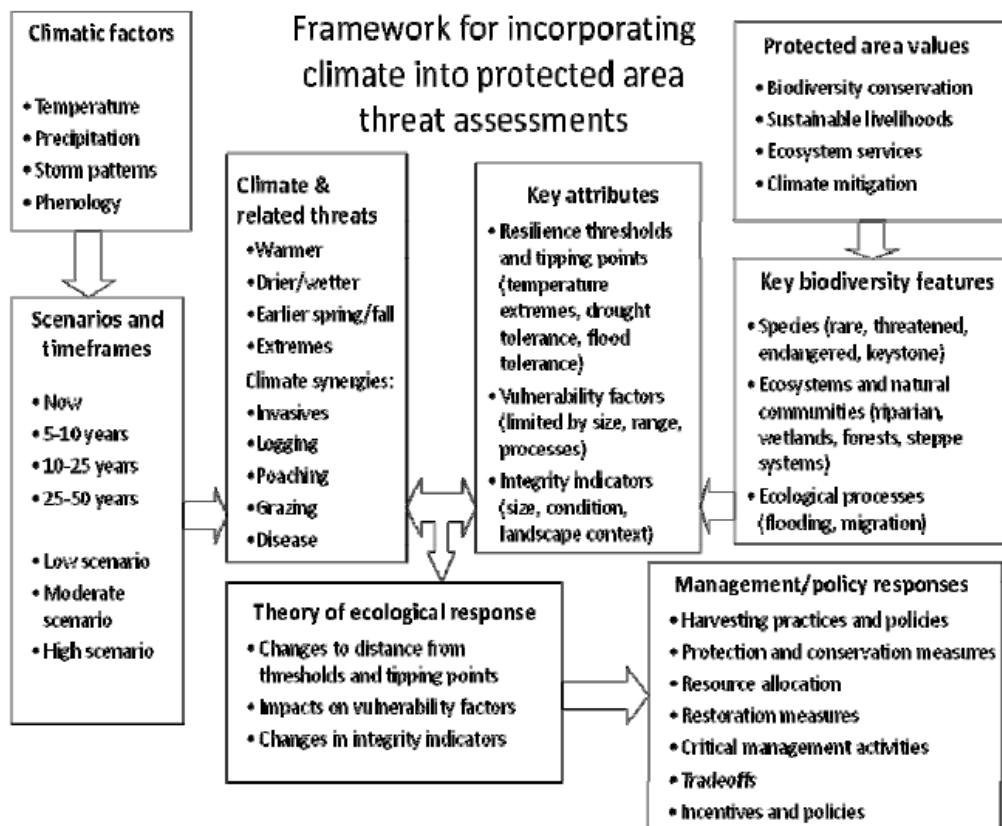 Framework for incorporating
climate into protected area
threat assessments
Climatic factors
• Temperature
• Precipitation
• Storm patterns
• Phenology
Scenarios and
timeframes
• Now
• 5-10 years
• 10-25 years
• 25-50 years
• Low scenario
• Moderate
scenario
• High scenario
Climate &
related threats
• Warmer
• Drier/wetter
• Earlier spring/fall
• Extremes
Climate synergies:
• Invasives
• Logging
• Poaching
• Grazing
• Disease
Key attributes
• Resilience thresholds
and tipping points
(temperature
extremes, drought
tolerance, flood
tolerance)
• Vulnerability factors
(limited by size, range,
processes)
• Integrity indicators
(size, condition,
landscape context)
Protected area values
• Biodiversity conservation
• Sustainable livelihoods
• Ecosystem services
• Climate mitigation
Key biodiversity features
• Species (rare, threatened,
endangered, keystone)
• Ecosystems and natural
communities (riparian,
wetlands, forests, steppe
systems)
• Ecological processes
(flooding, migration)
Theory of ecological response
• Changes to distance from
thresholds and tipping points
• Impacts on vulnerability factors
• Changes in integrity indicators
Management/policy responses
• Harvesting practices and policies
• Protection and conservation measures
• Resource allocation
• Restoration measures
• Critical management activities
• Tradeoffs
• Incentives and policies